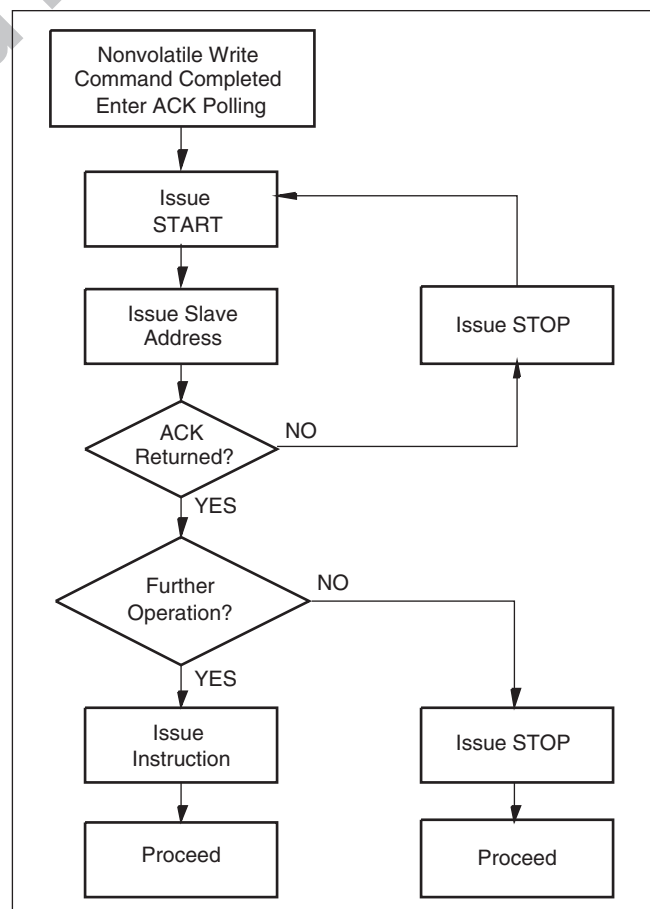 Nonvolatile Write
Command Completed
Enter ACK Polling
Issue
START
Issue Slave
Address
Issue STOP
ACK
Returned?
NO
YES
Further
Operation?
NO
YES
Issue
Instruction
Issue STOP
Proceed
Proceed